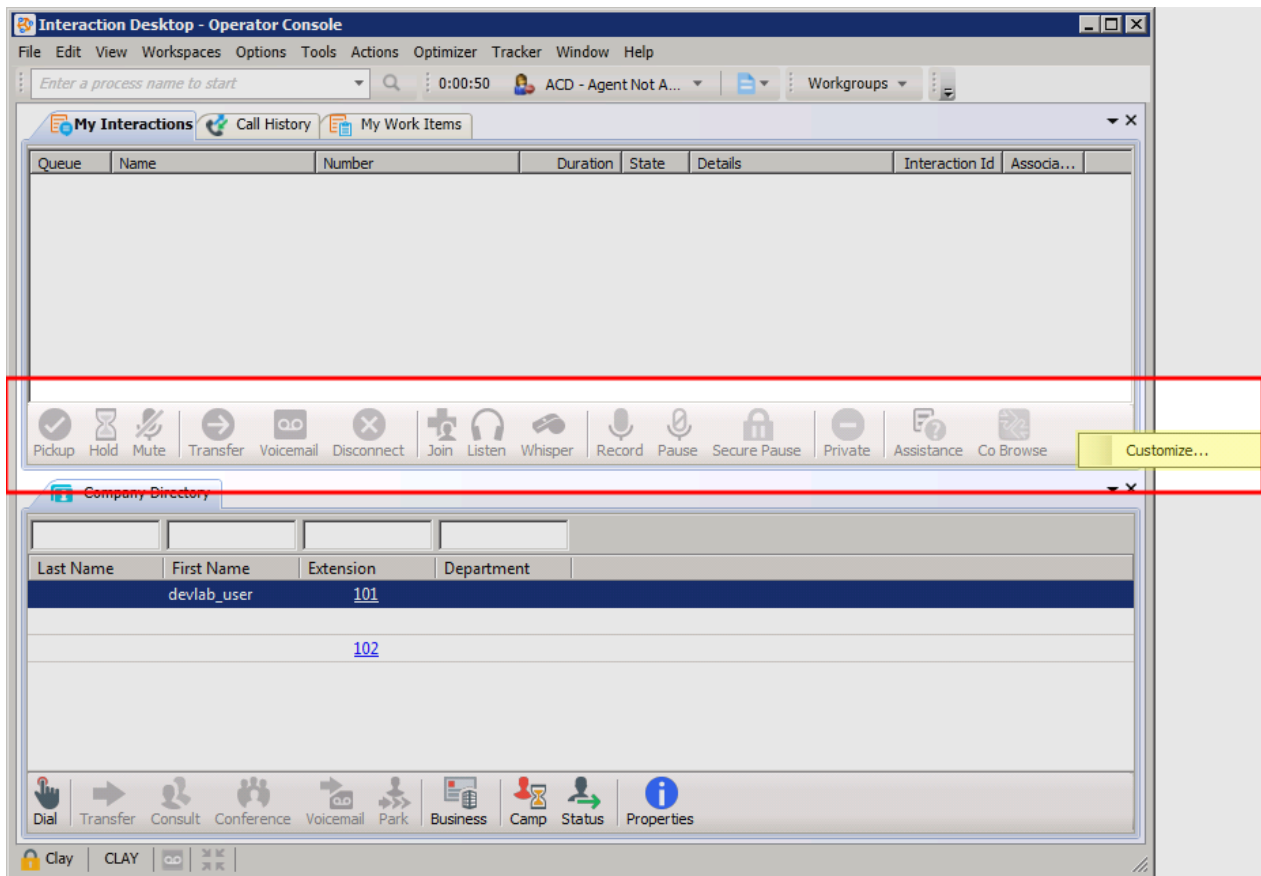 Interaction Desktop - Operator Console
File Edit View Workspaces Options Tools Actions Optimizer Tracker Window Help
Enter a process name to start 0:00:50 ACD - Agent Not A... Workgroups
My Interactions Call History My Work Items
Queue Name Number Duration State Details Interaction Id Associa...
Pickup Hold Mute Transfer Voicemail Disconnect Join Listen Whisper Record Pause Secure Pause Private Assistance Co Browse Customize...
Company Directory
Last Name First Name Extension Department
devlab_user 101
102
Dial Transfer Consult Conference Voicemail Park Business Camp Status Properties
Clay CLAY